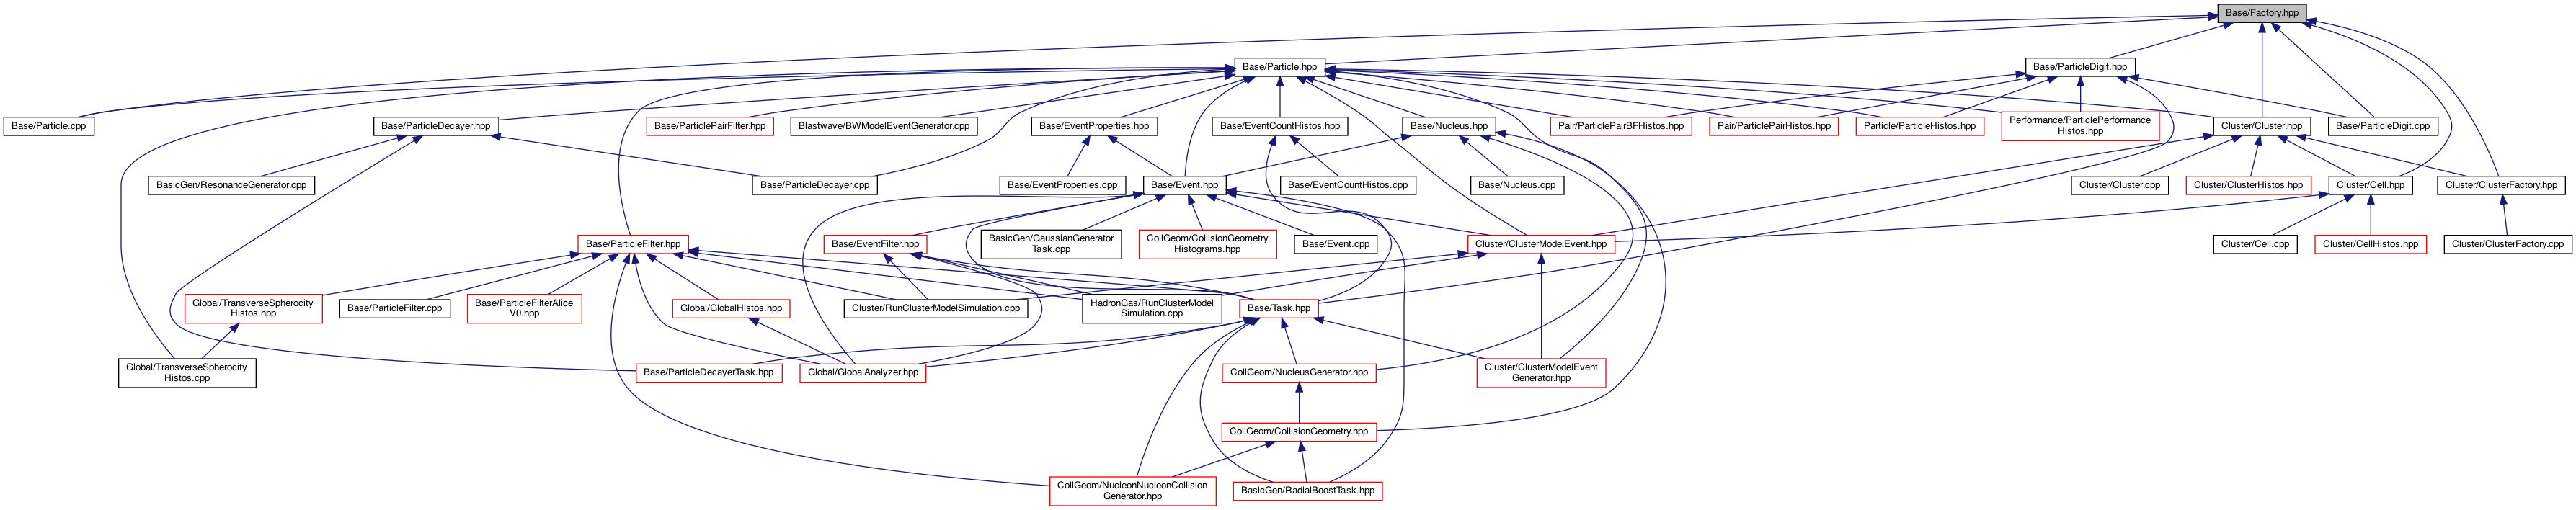 Base/Factory.hpp
Base/Particle.hpp
Base/ParticleDigit.hpp
Base/Particle.cpp
Base/ParticleDecayer.hpp
Base/ParticlePairFilter.hpp
Blastwave/BWModelEventGenerator.cpp
Base/EventProperties.hpp
Base/EventCountHistos.hpp
Base/Nucleus.hpp
Pair/ParticlePairBFHistos.hpp
Pair/ParticlePairHistos.hpp
Particle/ParticleHistos.hpp
Performance/ParticlePerformance
Histos.hpp
Cluster/Cluster.hpp
Base/ParticleDigit.cpp
BasicGen/ResonanceGenerator.cpp
Base/ParticleDecayer.cpp
Base/EventProperties.cpp
Base/Event.hpp
Base/EventCountHistos.cpp
Base/Nucleus.cpp
Cluster/Cluster.cpp
Cluster/ClusterHistos.hpp
Cluster/Cell.hpp
Cluster/ClusterFactory.hpp
Base/ParticleFilter.hpp
Base/EventFilter.hpp
BasicGen/GaussianGenerator
Task.cpp
CollGeom/CollisionGeometry
Histograms.hpp
Base/Event.cpp
Cluster/ClusterModelEvent.hpp
Cluster/Cell.cpp
Cluster/CellHistos.hpp
Cluster/ClusterFactory.cpp
Global/TransverseSpherocity
Histos.hpp
Base/ParticleFilter.cpp
Base/ParticleFilterAlice
V0.hpp
Global/GlobalHistos.hpp
Cluster/RunClusterModelSimulation.cpp
HadronGas/RunClusterModel
Simulation.cpp
Base/Task.hpp
Global/TransverseSpherocity
Histos.cpp
Base/ParticleDecayerTask.hpp
Global/GlobalAnalyzer.hpp
CollGeom/NucleusGenerator.hpp
Cluster/ClusterModelEvent
Generator.hpp
CollGeom/CollisionGeometry.hpp
CollGeom/NucleonNucleonCollision
Generator.hpp
BasicGen/RadialBoostTask.hpp